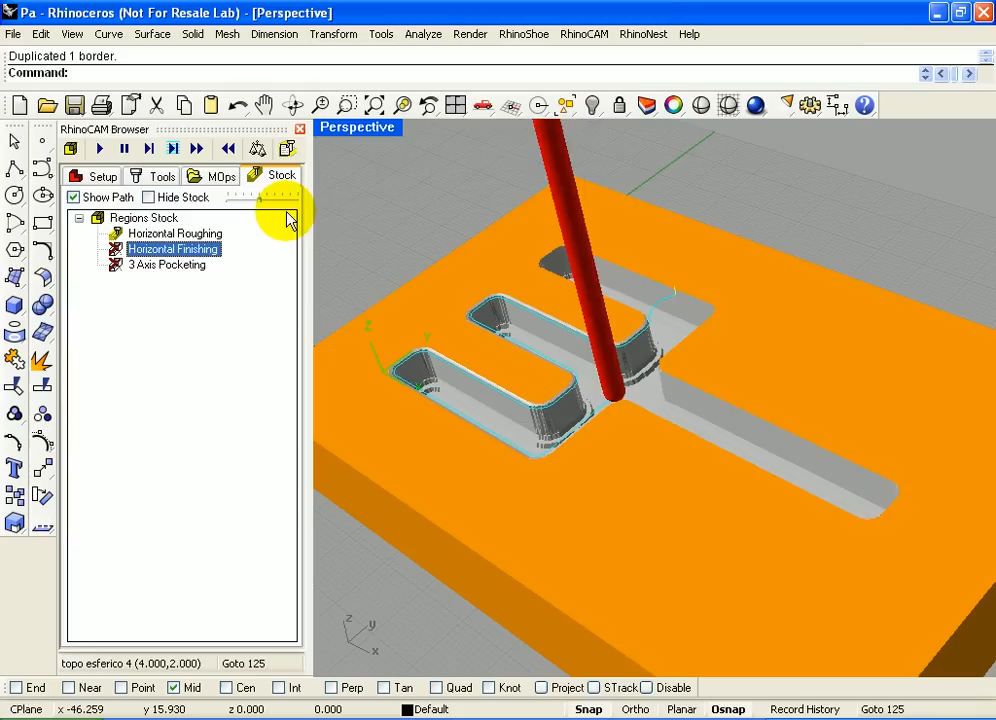 Pa - Rhinoceros (Not For Resale Lab) - [Perspective]
File Edit View Curve Surface Solid Mesh Dimension Transform Tools Analyze Render RhinoShoe RhinoCAM RhinoNest Help
Duplicated 1 border.
Command:
RhinoCAM Browser
Perspective
Setup Tools MOps Stock
Show Path Hide Stock
Regions Stock
Horizontal Roughing
Horizontal Finishing
3 Axis Pocketing
Z
Y
z
y
x
topo esferico 4 (4.000,2.000) Goto 125
End Near Point Mid Cen Int Perp Tan Quad Knot Project STrack Disable
CPlane x -46.259 y 15.930 z 0.000 0.000 Default Snap Ortho Planar Osnap Record History Goto 125